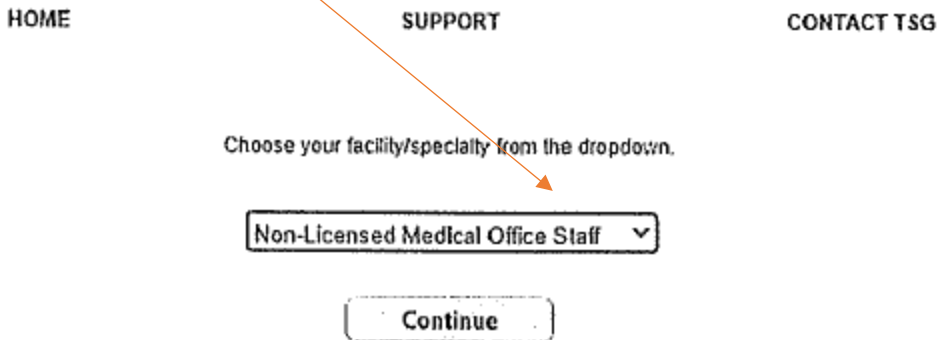 HOME SUPPORT CONTACT TSG
Choose your facility/specialty from the dropdown.
Non-Licensed Medical Office Staff
Continue